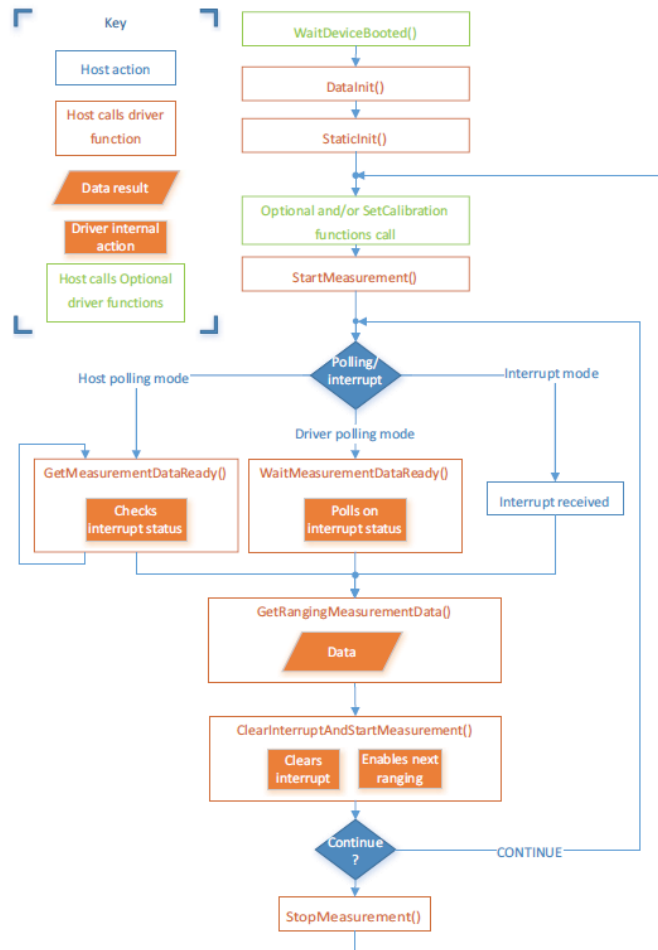 Key
Host action
Host calls driver
function
Data result
Driver internal
action
Host calls Optional
driver functions
WaitDeviceBooted()
DataInit()
StaticInit()
Optional and/or SetCalibration
functions call
StartMeasurement()
Polling/
interrupt
Host polling mode
Interrupt mode
Driver polling mode
GetMeasurementDataReady()
Checks
interrupt status
WaitMeasurementDataReady()
Polls on
interrupt status
Interrupt received
GetRangingMeasurementData()
Data
ClearInterruptAndStartMeasurement()
Clears
interrupt
Enables next
ranging
Continue
?
CONTINUE
StopMeasurement()